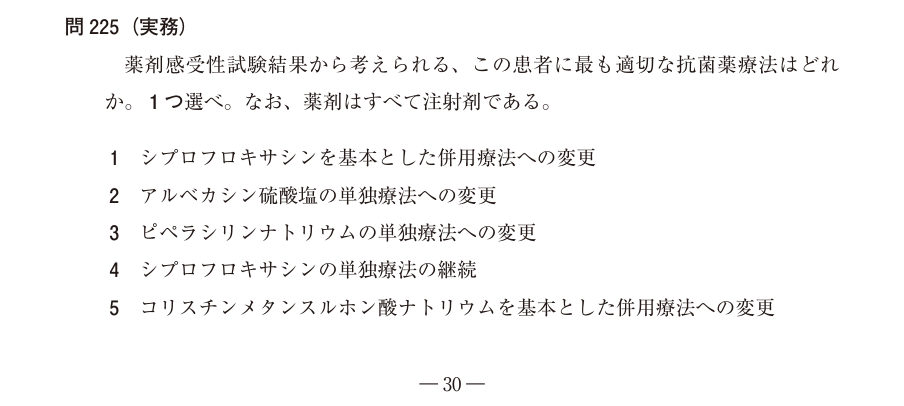 問 225（実務）
薬剤感受性試験結果から考えられる、この患者に最も適切な抗菌薬療法はどれ
か。1つ選べ。なお、薬剤はすべて注射剤である。
1 シプロフロキサシンを基本とした併用療法への変更
2 アルベカシン硫酸塩の単独療法への変更
3 ピペラシリンナトリウムの単独療法への変更
4 シプロフロキサシンの単独療法の継続
5 コリスチンメタンスルホン酸ナトリウムを基本とした併用療法への変更
― 30 ―